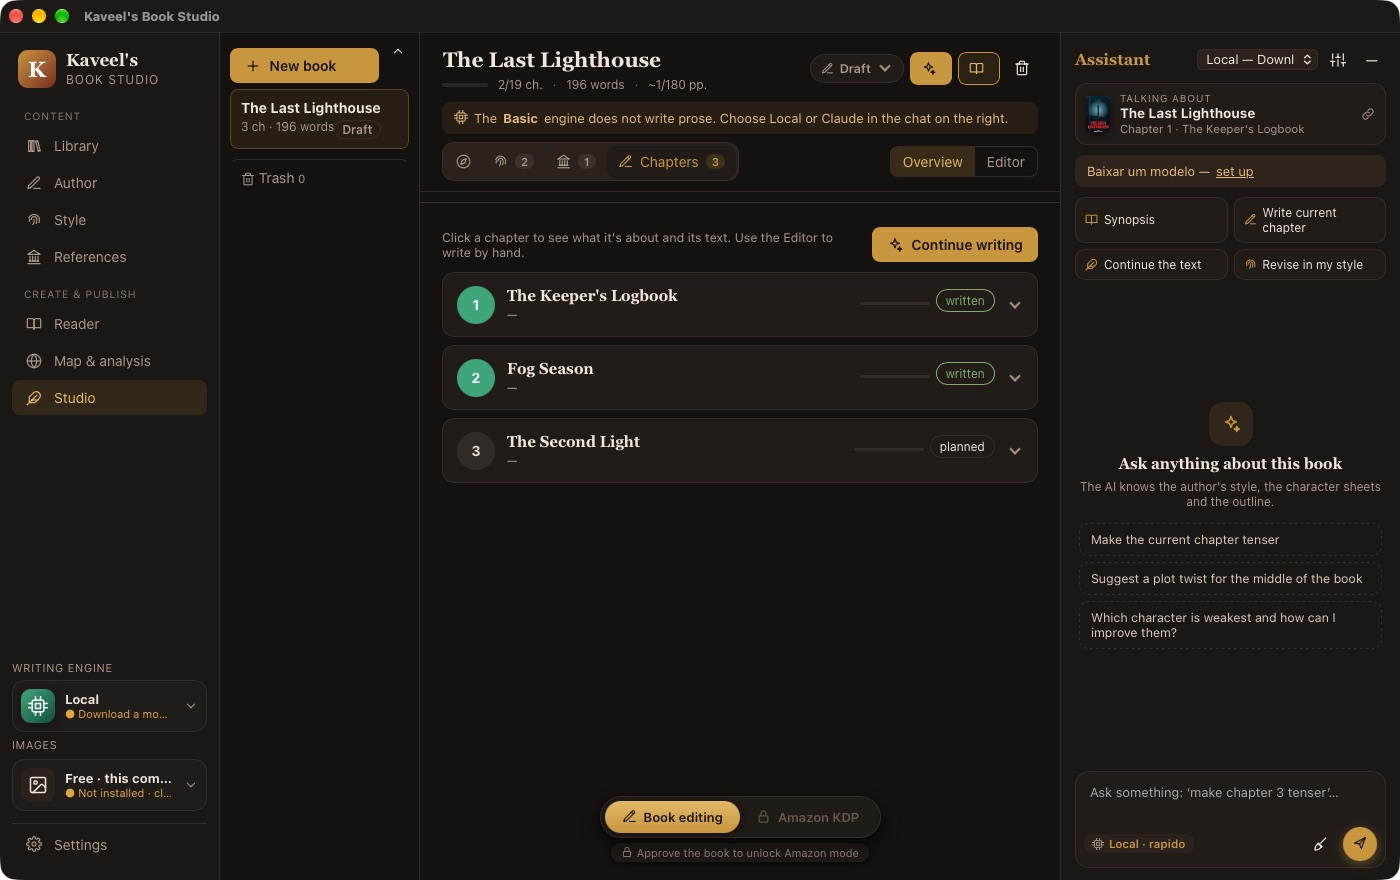 Kaveel's Book Studio
K
Kaveel's
BOOK STUDIO
CONTENT
Library
Author
Style
References
CREATE & PUBLISH
Reader
Map & analysis
Studio
WRITING ENGINE
Local
Download a mo...
IMAGES
Free · this com...
Not installed · cl...
Settings
New book
The Last Lighthouse
3 ch · 196 words
Draft
Trash 0
The Last Lighthouse
2/19 ch. · 196 words · ~1/180 pp.
Draft
The Basic engine does not write prose. Choose Local or Claude in the chat on the right.
2
1
Chapters 3
Overview
Editor
Click a chapter to see what it's about and its text. Use the Editor to
write by hand.
Continue writing
1
The Keeper's Logbook
—
written
2
Fog Season
—
written
3
The Second Light
—
planned
Book editing
Amazon KDP
Approve the book to unlock Amazon mode
Assistant
Local — Downl
TALKING ABOUT
The Last Lighthouse
Chapter 1 · The Keeper's Logbook
Baixar um modelo — set up
Synopsis
Write current
chapter
Continue the text
Revise in my style
Ask anything about this book
The AI knows the author's style, the character sheets
and the outline.
Make the current chapter tenser
Suggest a plot twist for the middle of the book
Which character is weakest and how can I
improve them?
Ask something: ‘make chapter 3 tenser’...
Local · rapido